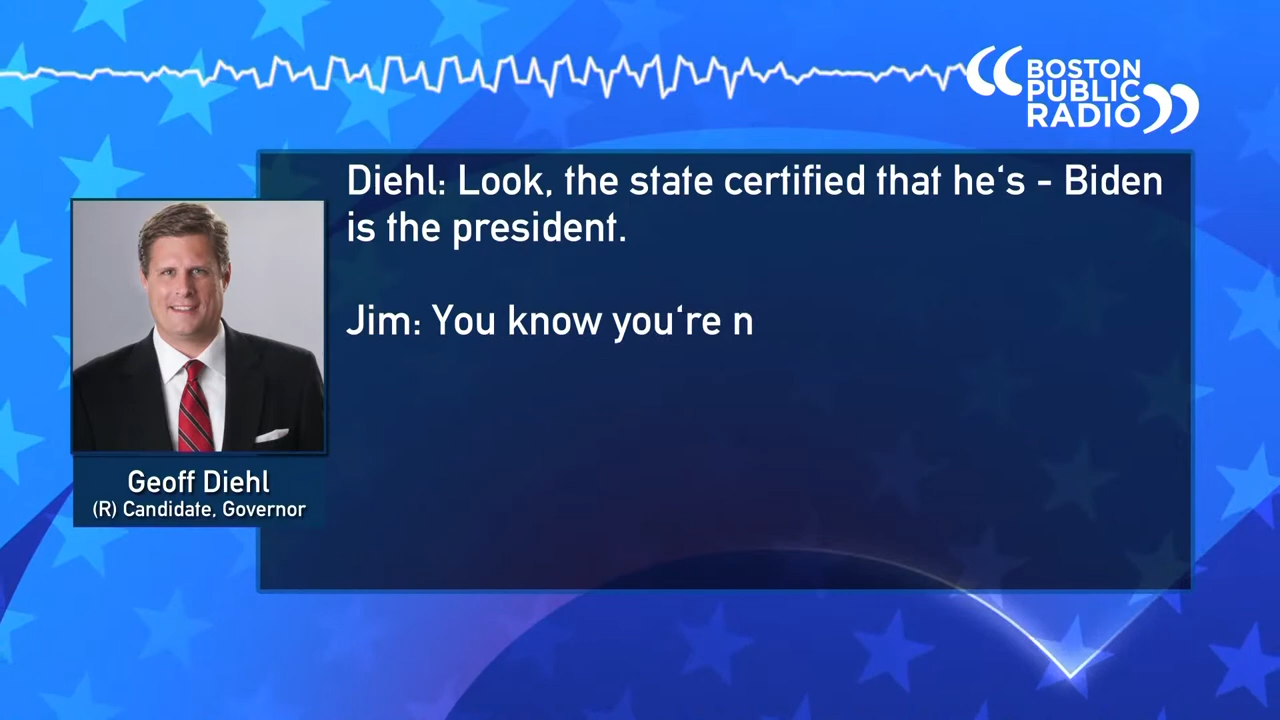 BOSTON
PUBLIC
RADIO
Diehl: Look, the state certified that he‘s - Biden
is the president.
Jim: You know you‘re n
Geoff Diehl
(R) Candidate, Governor